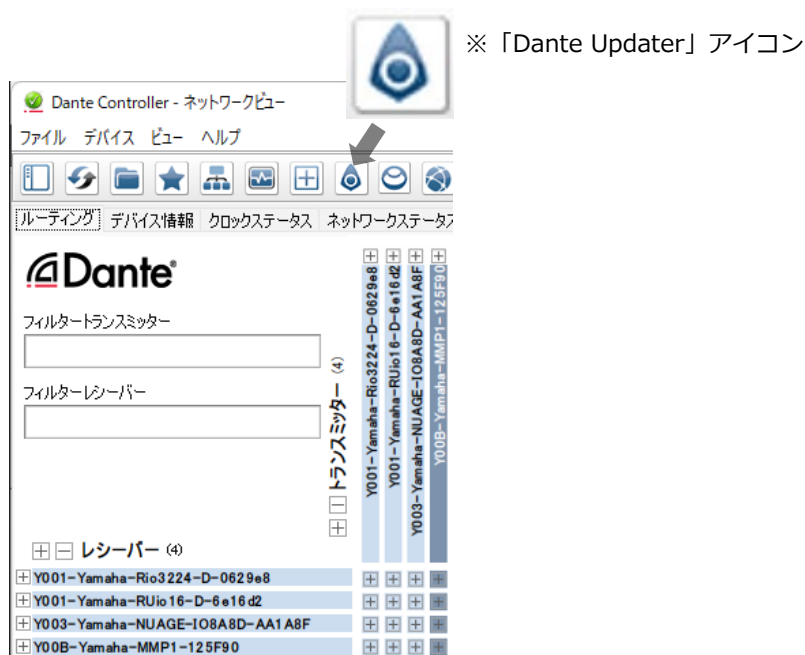 ※「Dante Updater」アイコン
Dante Controller - ネットワークビュー
ファイル デバイス ビュー ヘルプ
ルーティング デバイス情報 クロックステータス ネットワークステータス
Dante
フィルタートランスミッター
フィルターレシーバー
トランスミッター (4)
Y001-Yamaha-Rio3224-D-0629e8
Y001-Yamaha-RUio16-D-6e16d2
Y003-Yamaha-NUAGE-IO8A8D-AA1A8F
Y00B-Yamaha-MMP1-125F90
レシーバー (4)
Y001-Yamaha-Rio3224-D-0629e8
Y001-Yamaha-RUio16-D-6e16d2
Y003-Yamaha-NUAGE-IO8A8D-AA1A8F
Y00B-Yamaha-MMP1-125F90